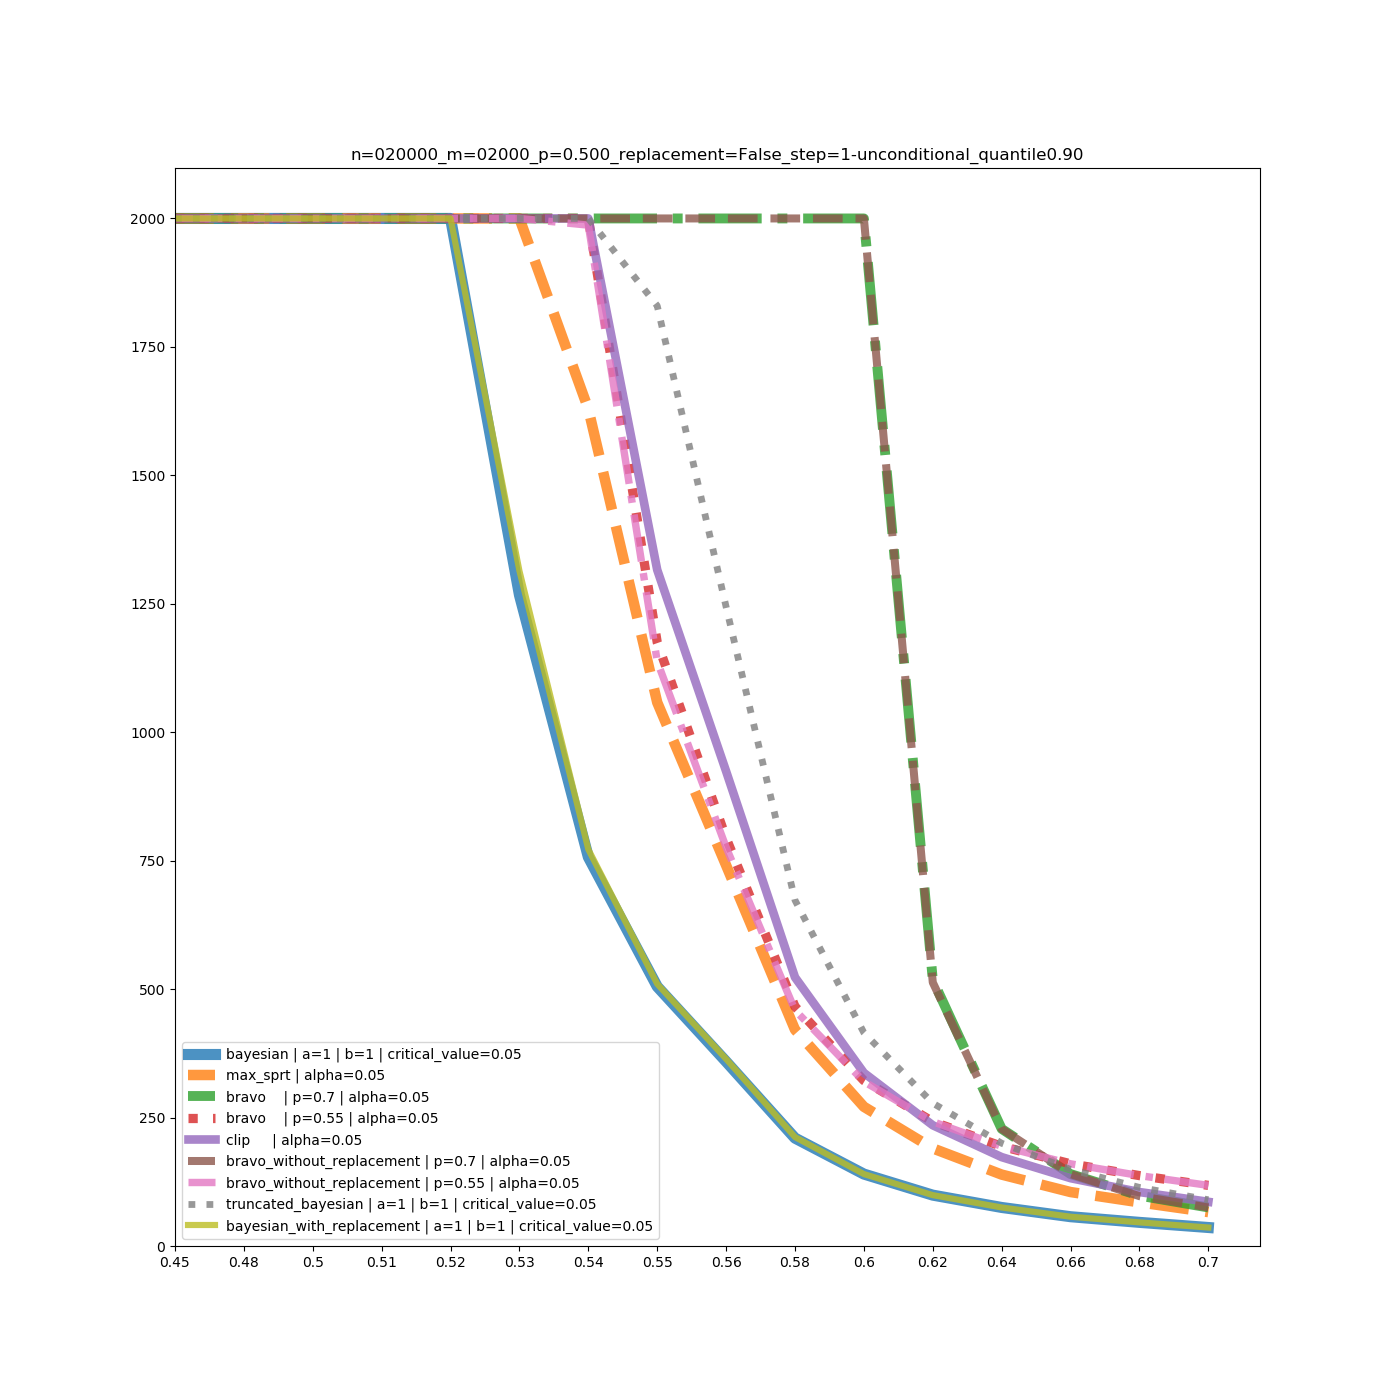 n=020000_m=02000_p=0.500_replacement=False_step=1-unconditional_quantile0.90
2000
1750
1500
1250
1000
750
500
250
0
bayesian | a=1 | b=1 | critical_value=0.05
max_sprt | alpha=0.05
bravo    | p=0.7 | alpha=0.05
bravo    | p=0.55 | alpha=0.05
clip     | alpha=0.05
bravo_without_replacement | p=0.7 | alpha=0.05
bravo_without_replacement | p=0.55 | alpha=0.05
truncated_bayesian | a=1 | b=1 | critical_value=0.05
bayesian_with_replacement | a=1 | b=1 | critical_value=0.05
0.45 0.48 0.5 0.51 0.52 0.53 0.54 0.55 0.56 0.58 0.6 0.62 0.64 0.66 0.68 0.7